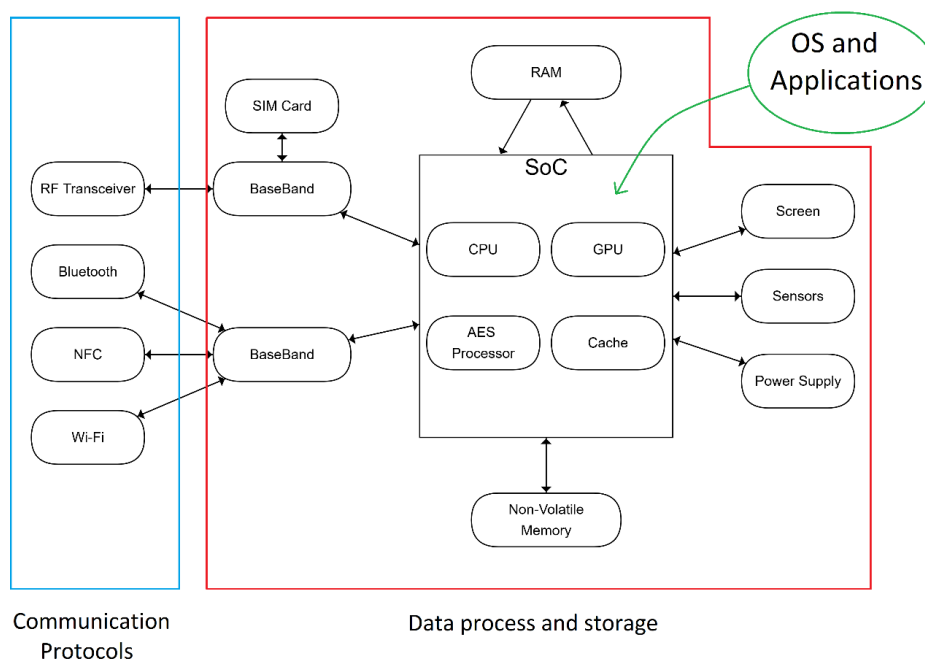 OS and
Applications
RAM
SIM Card
SoC
RF Transceiver
BaseBand
Screen
CPU
GPU
Bluetooth
Sensors
NFC
BaseBand
AES
Processor
Cache
Power Supply
Wi-Fi
Non-Volatile
Memory
Communication
Protocols
Data process and storage